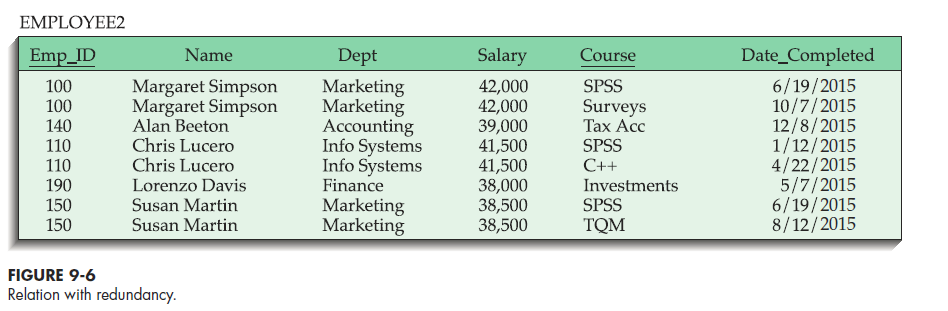 EMPLOYEE2
Emp_ID Name Dept Salary Course Date_Completed
100 Margaret Simpson Marketing 42,000 SPSS 6/19/2015
100 Margaret Simpson Marketing 42,000 Surveys 10/7/2015
140 Alan Beeton Accounting 39,000 Tax Acc 12/8/2015
110 Chris Lucero Info Systems 41,500 SPSS 1/12/2015
110 Chris Lucero Info Systems 41,500 C++ 4/22/2015
190 Lorenzo Davis Finance 38,000 Investments 5/7/2015
150 Susan Martin Marketing 38,500 SPSS 6/19/2015
150 Susan Martin Marketing 38,500 TQM 8/12/2015
FIGURE 9-6
Relation with redundancy.